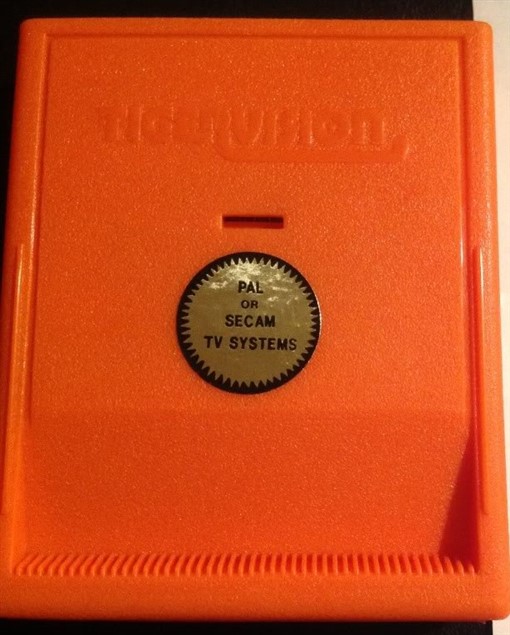 TIGERVISION
PAL
OR
SECAM
TV SYSTEMS